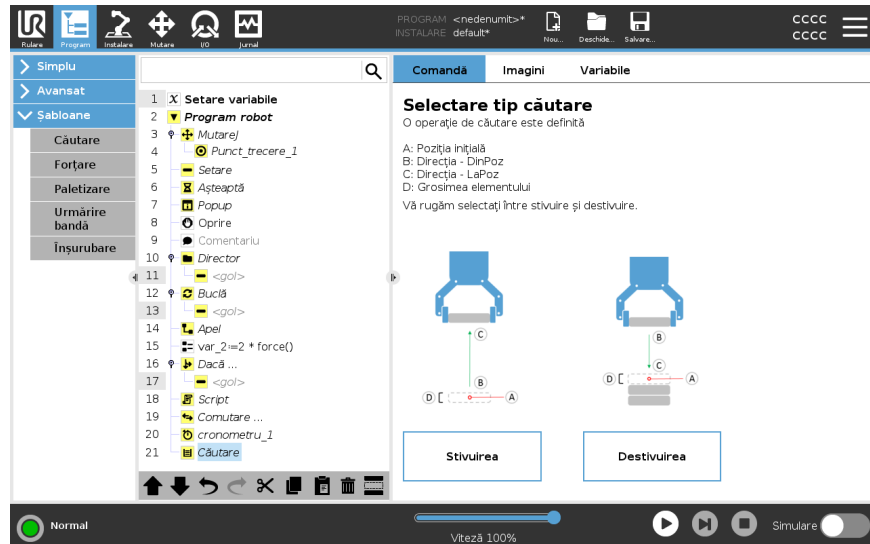 Rulare
Program
Instalare
Mutare
I/O
Jurnal
PROGRAM <nedenumit>*
INSTALARE default*
Nou...
Deschide...
Salvare...
cccc
cccc
Simplu
Avansat
Șabloane
Căutare
Forțare
Paletizare
Urmărire
bandă
Înșurubare
1 X Setare variabile
2 Program robot
3 MutareJ
4 Punct_trecere_1
5 Setare
6 Așteaptă
7 Popup
8 Oprire
9 Comentariu
10 Director
11 <gol>
12 Buclă
13 <gol>
14 Apel
15 var_2:=2 * force()
16 Dacă ...
17 <gol>
18 Script
19 Comutare ...
20 cronometru_1
21 Căutare
Comandă
Imagini
Variabile
Selectare tip căutare
O operație de căutare este definită
A: Poziția inițială
B: Direcția - DinPoz
C: Direcția - LaPoz
D: Grosimea elementului
Vă rugăm selectați între stivuire și destivuire.
C
B
D
A
B
C
D
A
Stivuirea
Destivuirea
Normal
Viteză 100%
Simulare